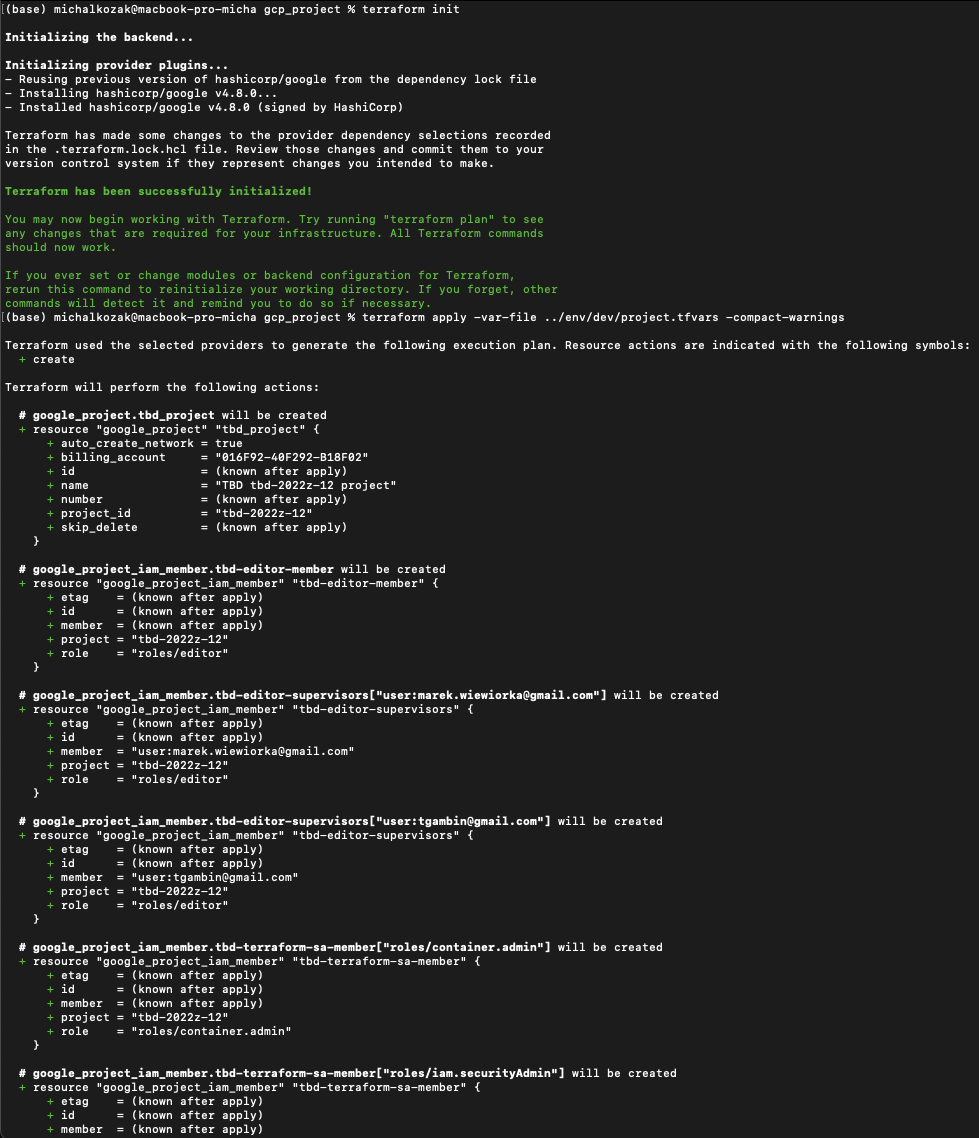 [(base) michalkozak@macbook-pro-micha gcp_project % terraform init
Initializing the backend...
Initializing provider plugins...
- Reusing previous version of hashicorp/google from the dependency lock file
- Installing hashicorp/google v4.8.0...
- Installed hashicorp/google v4.8.0 (signed by HashiCorp)
Terraform has made some changes to the provider dependency selections recorded
in the .terraform.lock.hcl file. Review those changes and commit them to your
version control system if they represent changes you intended to make.
Terraform has been successfully initialized!
You may now begin working with Terraform. Try running "terraform plan" to see
any changes that are required for your infrastructure. All Terraform commands
should now work.
If you ever set or change modules or backend configuration for Terraform,
rerun this command to reinitialize your working directory. If you forget, other
commands will detect it and remind you to do so if necessary.
[(base) michalkozak@macbook-pro-micha gcp_project % terraform apply -var-file ../env/dev/project.tfvars -compact-warnings
Terraform used the selected providers to generate the following execution plan. Resource actions are indicated with the following symbols:
  + create
Terraform will perform the following actions:
  # google_project.tbd_project will be created
  + resource "google_project" "tbd_project" {
      + auto_create_network = true
      + billing_account     = "016F92-40F292-B18F02"
      + id                  = (known after apply)
      + name                = "TBD tbd-2022z-12 project"
      + number              = (known after apply)
      + project_id          = "tbd-2022z-12"
      + skip_delete         = (known after apply)
    }
  # google_project_iam_member.tbd-editor-member will be created
  + resource "google_project_iam_member" "tbd-editor-member" {
      + etag    = (known after apply)
      + id      = (known after apply)
      + member  = (known after apply)
      + project = "tbd-2022z-12"
      + role    = "roles/editor"
    }
  # google_project_iam_member.tbd-editor-supervisors["user:marek.wiewiorka@gmail.com"] will be created
  + resource "google_project_iam_member" "tbd-editor-supervisors" {
      + etag    = (known after apply)
      + id      = (known after apply)
      + member  = "user:marek.wiewiorka@gmail.com"
      + project = "tbd-2022z-12"
      + role    = "roles/editor"
    }
  # google_project_iam_member.tbd-editor-supervisors["user:tgambin@gmail.com"] will be created
  + resource "google_project_iam_member" "tbd-editor-supervisors" {
      + etag    = (known after apply)
      + id      = (known after apply)
      + member  = "user:tgambin@gmail.com"
      + project = "tbd-2022z-12"
      + role    = "roles/editor"
    }
  # google_project_iam_member.tbd-terraform-sa-member["roles/container.admin"] will be created
  + resource "google_project_iam_member" "tbd-terraform-sa-member" {
      + etag    = (known after apply)
      + id      = (known after apply)
      + member  = (known after apply)
      + project = "tbd-2022z-12"
      + role    = "roles/container.admin"
    }
  # google_project_iam_member.tbd-terraform-sa-member["roles/iam.securityAdmin"] will be created
  + resource "google_project_iam_member" "tbd-terraform-sa-member" {
      + etag    = (known after apply)
      + id      = (known after apply)
      + member  = (known after apply)